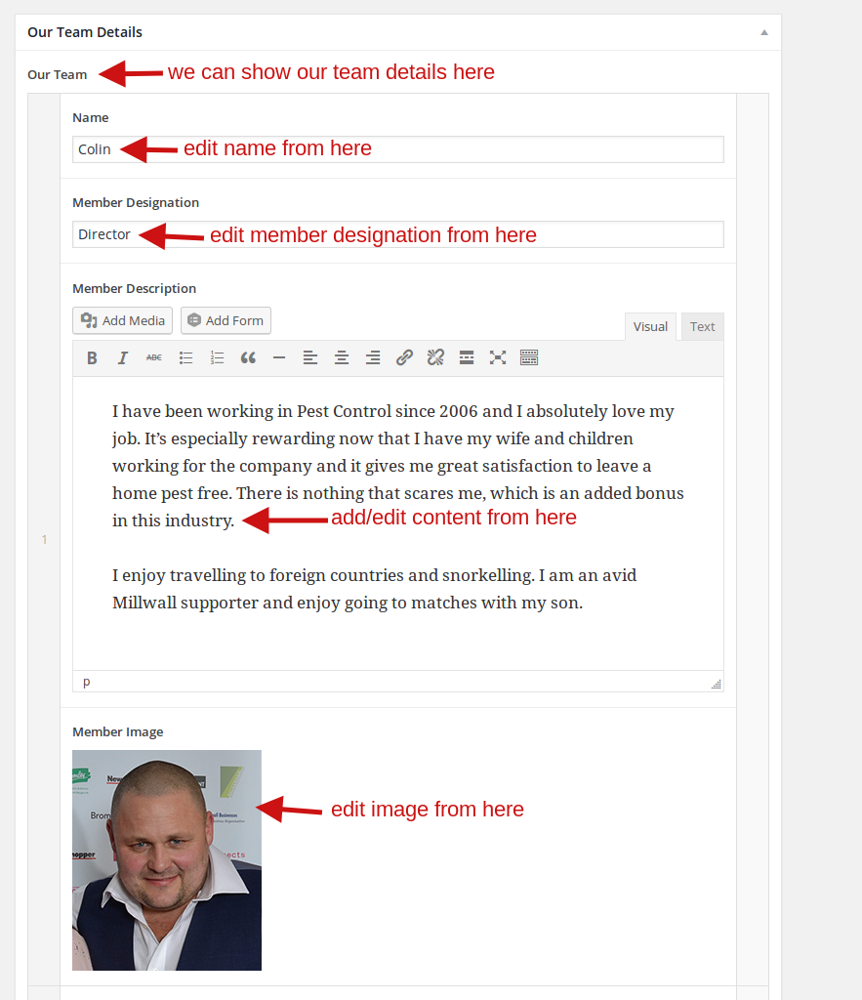 Our Team Details
Our Team
we can show our team details here
Name
Colin
edit name from here
Member Designation
Director
edit member designation from here
Member Description
Add Media
Add Form
Visual
Text
B I ABC
I have been working in Pest Control since 2006 and I absolutely love my
job. It’s especially rewarding now that I have my wife and children
working for the company and it gives me great satisfaction to leave a
home pest free. There is nothing that scares me, which is an added bonus
in this industry.
add/edit content from here
1
I enjoy travelling to foreign countries and snorkelling. I am an avid
Millwall supporter and enjoy going to matches with my son.
p
Member Image
edit image from here